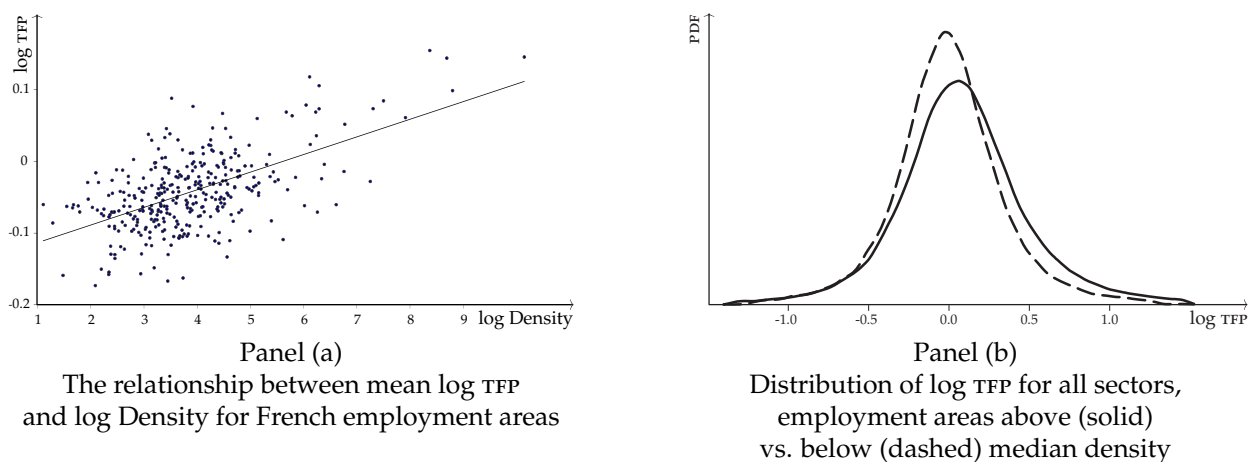 log TFP
0.1
0
-0.1
-0.2
1 2 3 4 5 6 7 8 9 log Density
Panel (a)
The relationship between mean log TFP
and log Density for French employment areas
PDF
-1.0 -0.5 0.0 0.5 1.0 log TFP
Panel (b)
Distribution of log TFP for all sectors,
employment areas above (solid)
vs. below (dashed) median density